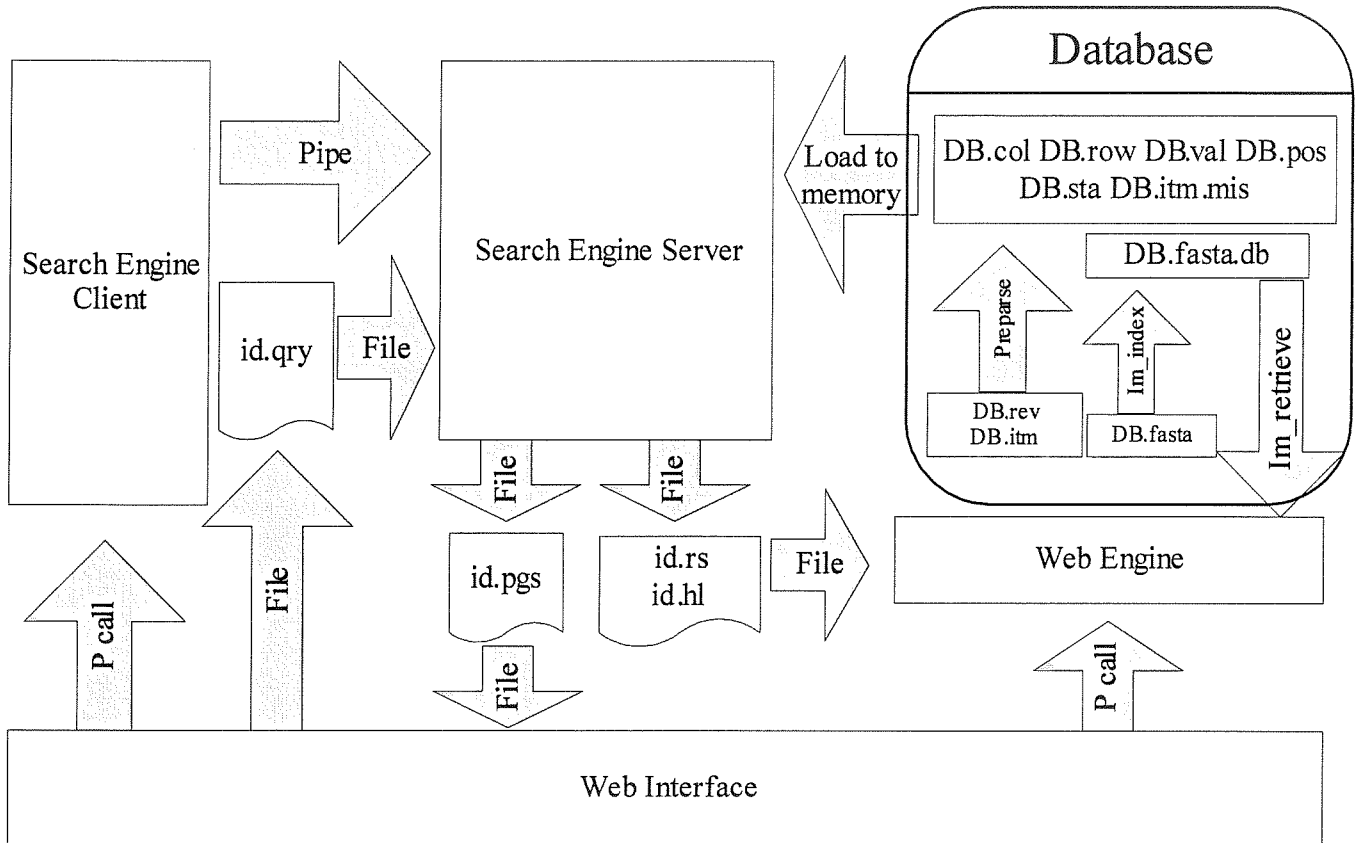 Database
DB.col DB.row DB.val DB.pos
DB.sta DB.itm.mis
Load to
memory
Pipe
Search Engine
Client
Search Engine Server
DB.fasta.db
id.qry
File
Preparse
Im_index
Im_retrieve
DB.rev
DB.itm
DB.fasta
File
File
File
id.pgs
id.rs
id.hl
File
Web Engine
P call
File
File
P call
Web Interface